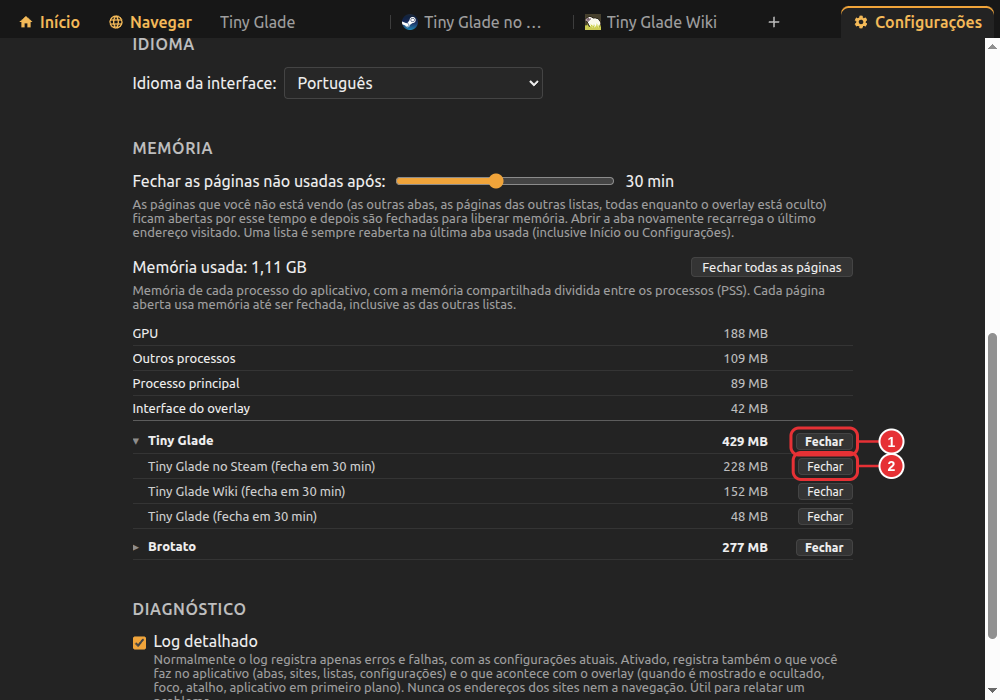 Início
Navegar
Tiny Glade
Tiny Glade no ...
Tiny Glade Wiki
+
Configurações
IDIOMA
Idioma da interface: Português
MEMÓRIA
Fechar as páginas não usadas após: 30 min
As páginas que você não está vendo (as outras abas, as páginas das outras listas, todas enquanto o overlay está oculto)
ficam abertas por esse tempo e depois são fechadas para liberar memória. Abrir a aba novamente recarrega o último
endereço visitado. Uma lista é sempre reaberta na última aba usada (inclusive Início ou Configurações).
Memória usada: 1,11 GB Fechar todas as páginas
Memória de cada processo do aplicativo, com a memória compartilhada dividida entre os processos (PSS). Cada página
aberta usa memória até ser fechada, inclusive as das outras listas.
GPU 188 MB
Outros processos 109 MB
Processo principal 89 MB
Interface do overlay 42 MB
Tiny Glade 429 MB Fechar 1
Tiny Glade no Steam (fecha em 30 min) 228 MB Fechar 2
Tiny Glade Wiki (fecha em 30 min) 152 MB Fechar
Tiny Glade (fecha em 30 min) 48 MB Fechar
Brotato 277 MB Fechar
DIAGNÓSTICO
Log detalhado
Normalmente o log registra apenas erros e falhas, com as configurações atuais. Ativado, registra também o que você
faz no aplicativo (abas, sites, listas, configurações) e o que acontece com o overlay (quando é mostrado e ocultado,
foco, atalho, aplicativo em primeiro plano). Nunca os endereços dos sites nem a navegação. Útil para relatar um